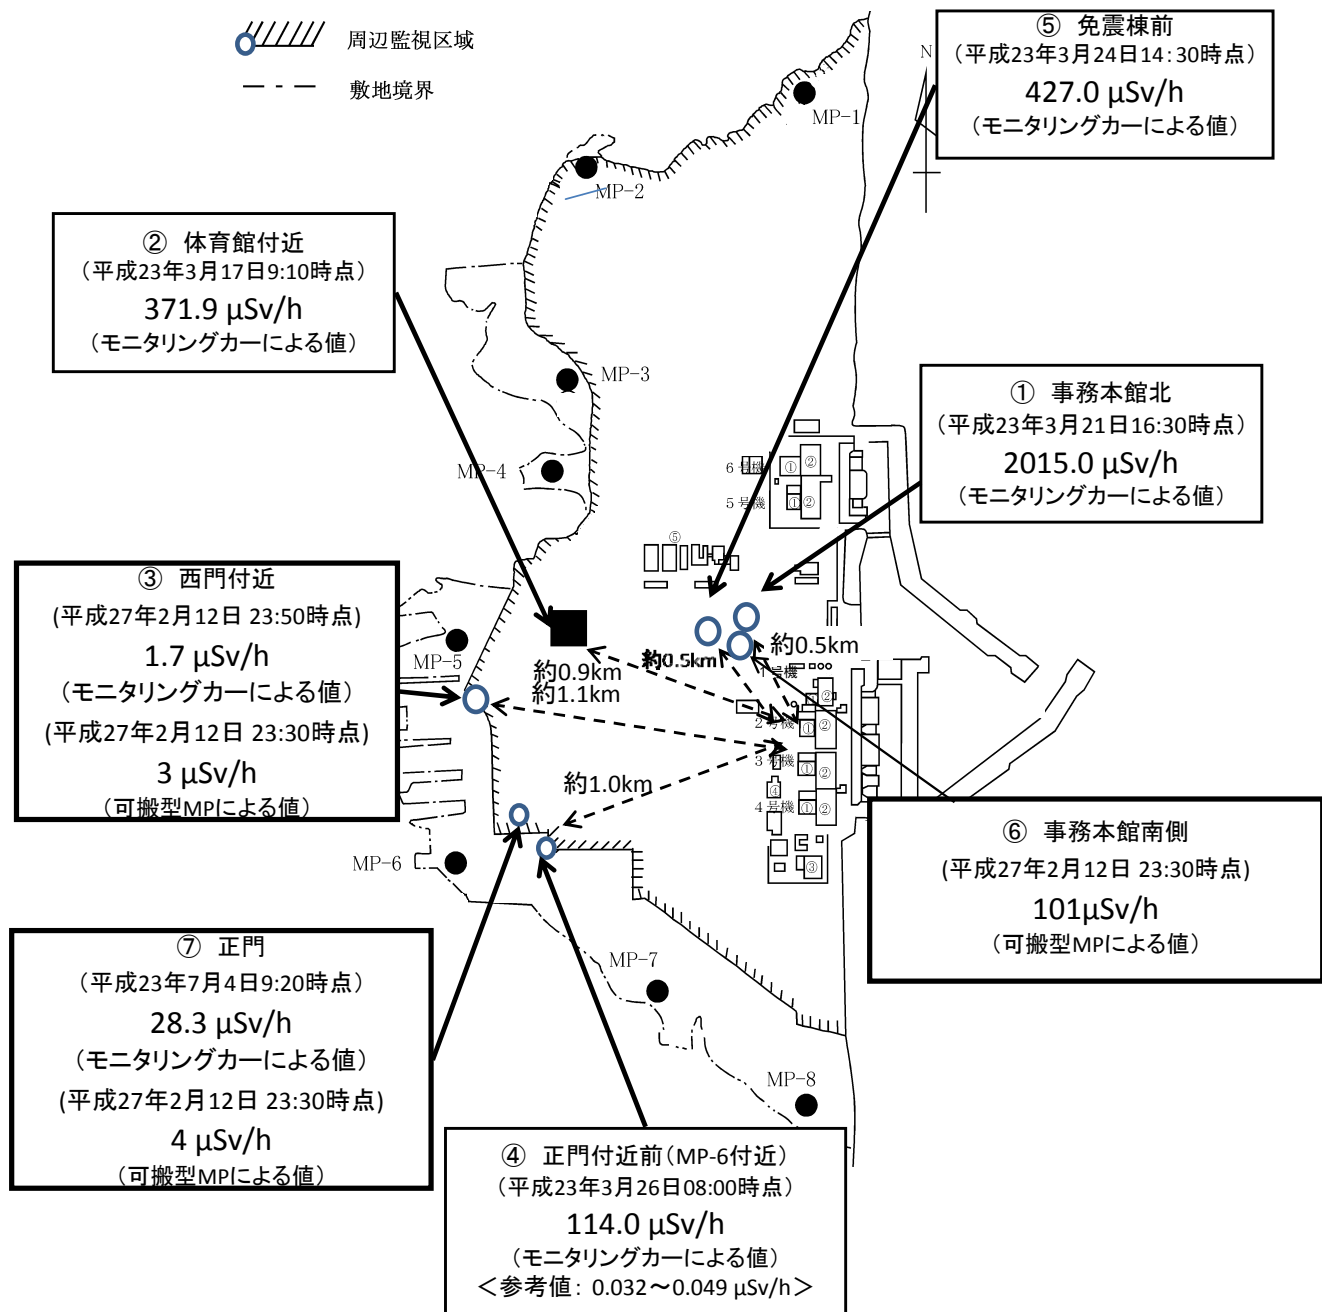 周辺監視区域
敷地境界
⑤ 免震棟前
(平成23年3月24日14:30時点)
427.0 μSv/h
(モニタリングカーによる値)
N
MP-1
MP-2
② 体育館付近
(平成23年3月17日9:10時点)
371.9 μSv/h
(モニタリングカーによる値)
MP-3
① 事務本館北
(平成23年3月21日16:30時点)
2015.0 μSv/h
(モニタリングカーによる値)
MP-4
6号機
① ②
5号機
① ②
⑤
③ 西門付近
(平成27年2月12日 23:50時点)
1.7 μSv/h
(モニタリングカーによる値)
(平成27年2月12日 23:30時点)
3 μSv/h
(可搬型MPによる値)
MP-5
約0.9km
約1.1km
約0.5km
約0.5km
1号機
②
2号機
① ②
3号機
① ②
④
4号機
① ②
③
約1.0km
MP-6
⑥ 事務本館南側
(平成27年2月12日 23:30時点)
101μSv/h
(可搬型MPによる値)
⑦ 正門
(平成23年7月4日9:20時点)
28.3 μSv/h
(モニタリングカーによる値)
(平成27年2月12日 23:30時点)
4 μSv/h
(可搬型MPによる値)
MP-7
MP-8
④ 正門付近前(MP-6付近)
(平成23年3月26日08:00時点)
114.0 μSv/h
(モニタリングカーによる値)
<参考値: 0.032～0.049 μSv/h>